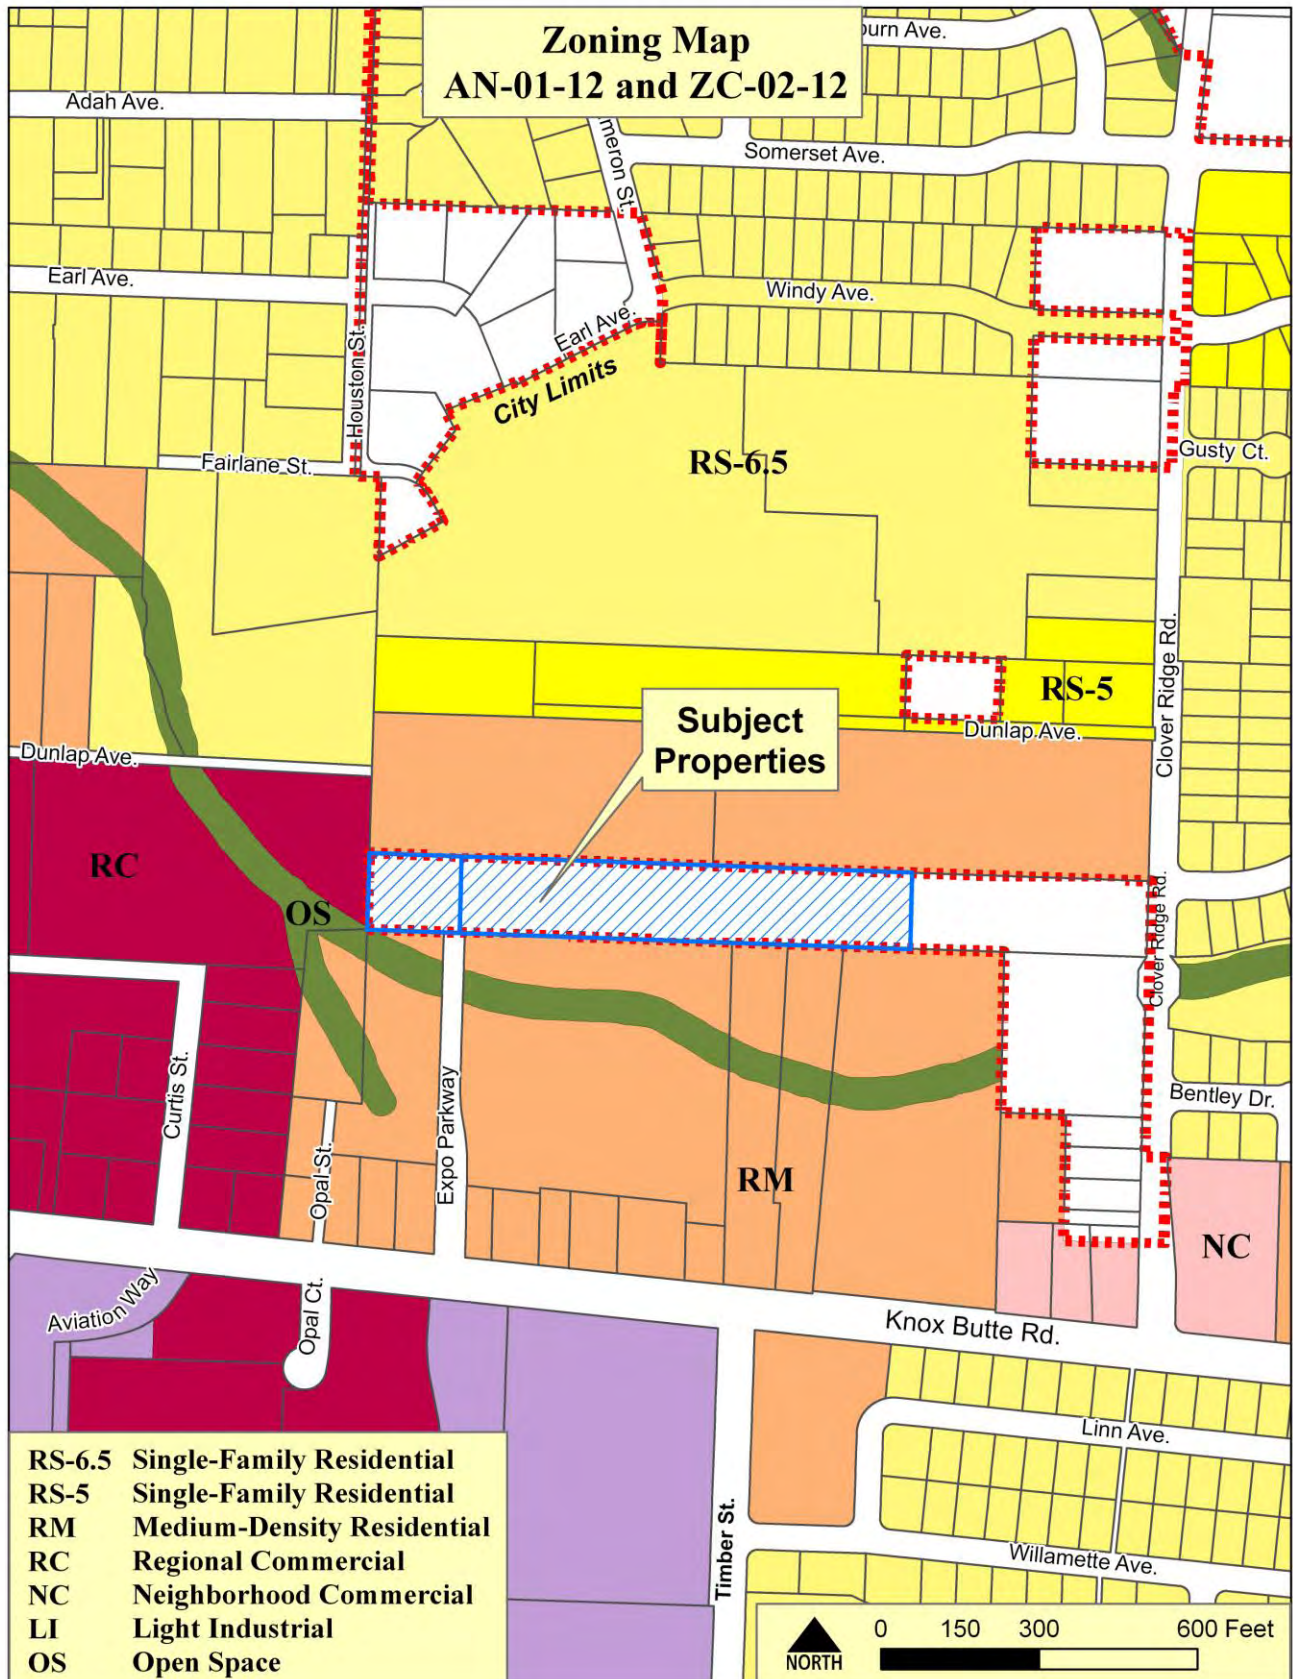 Zoning Map
AN-01-12 and ZC-02-12
burn Ave.
Adah Ave.
meron St.
Somerset Ave.
Earl Ave.
Windy Ave.
Earl Ave.
City Limits
Houston St.
Gusty Ct.
Fairlane St.
RS-6.5
Clover Ridge Rd.
RS-5
Subject
Properties
Dunlap Ave.
Dunlap Ave.
RC
OS
Clover Ridge Rd.
Curtis St.
Opal St.
Expo Parkway
Bentley Dr.
RM
NC
Aviation Way
Opal Ct.
Knox Butte Rd.
Linn Ave.
Timber St.
Willamette Ave.
RS-6.5 Single-Family Residential
RS-5 Single-Family Residential
RM Medium-Density Residential
RC Regional Commercial
NC Neighborhood Commercial
LI Light Industrial
OS Open Space
NORTH
0 150 300 600 Feet